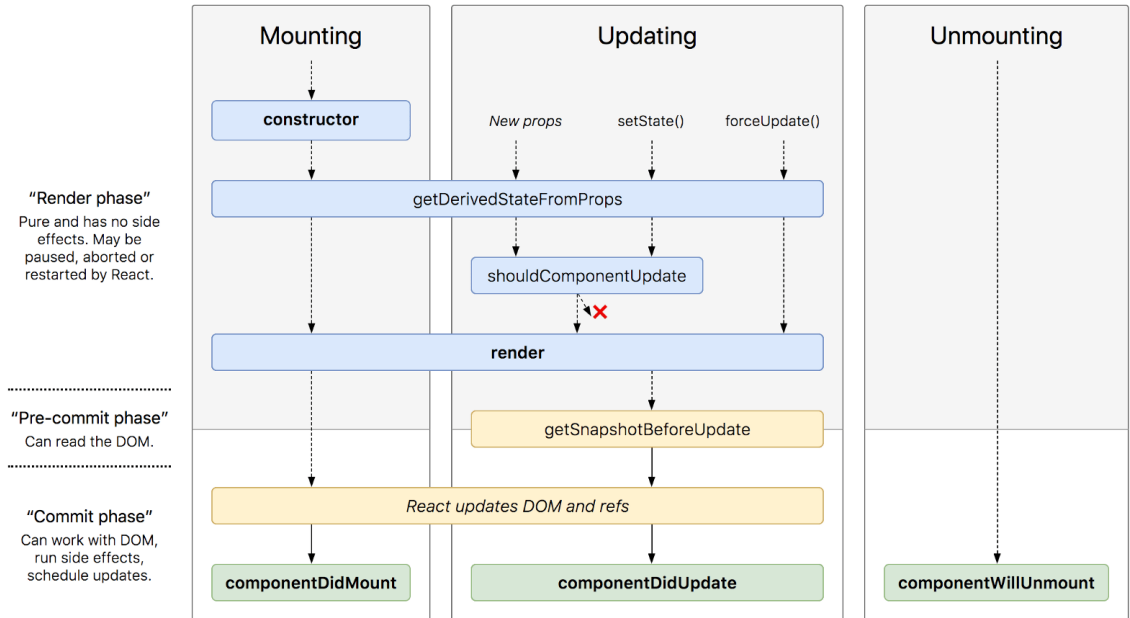 Mounting
Updating
Unmounting
constructor
New props
setState()
forceUpdate()
“Render phase”
Pure and has no side
effects. May be
paused, aborted or
restarted by React.
getDerivedStateFromProps
shouldComponentUpdate
render
“Pre-commit phase”
Can read the DOM.
getSnapshotBeforeUpdate
“Commit phase”
Can work with DOM,
run side effects,
schedule updates.
React updates DOM and refs
componentDidMount
componentDidUpdate
componentWillUnmount